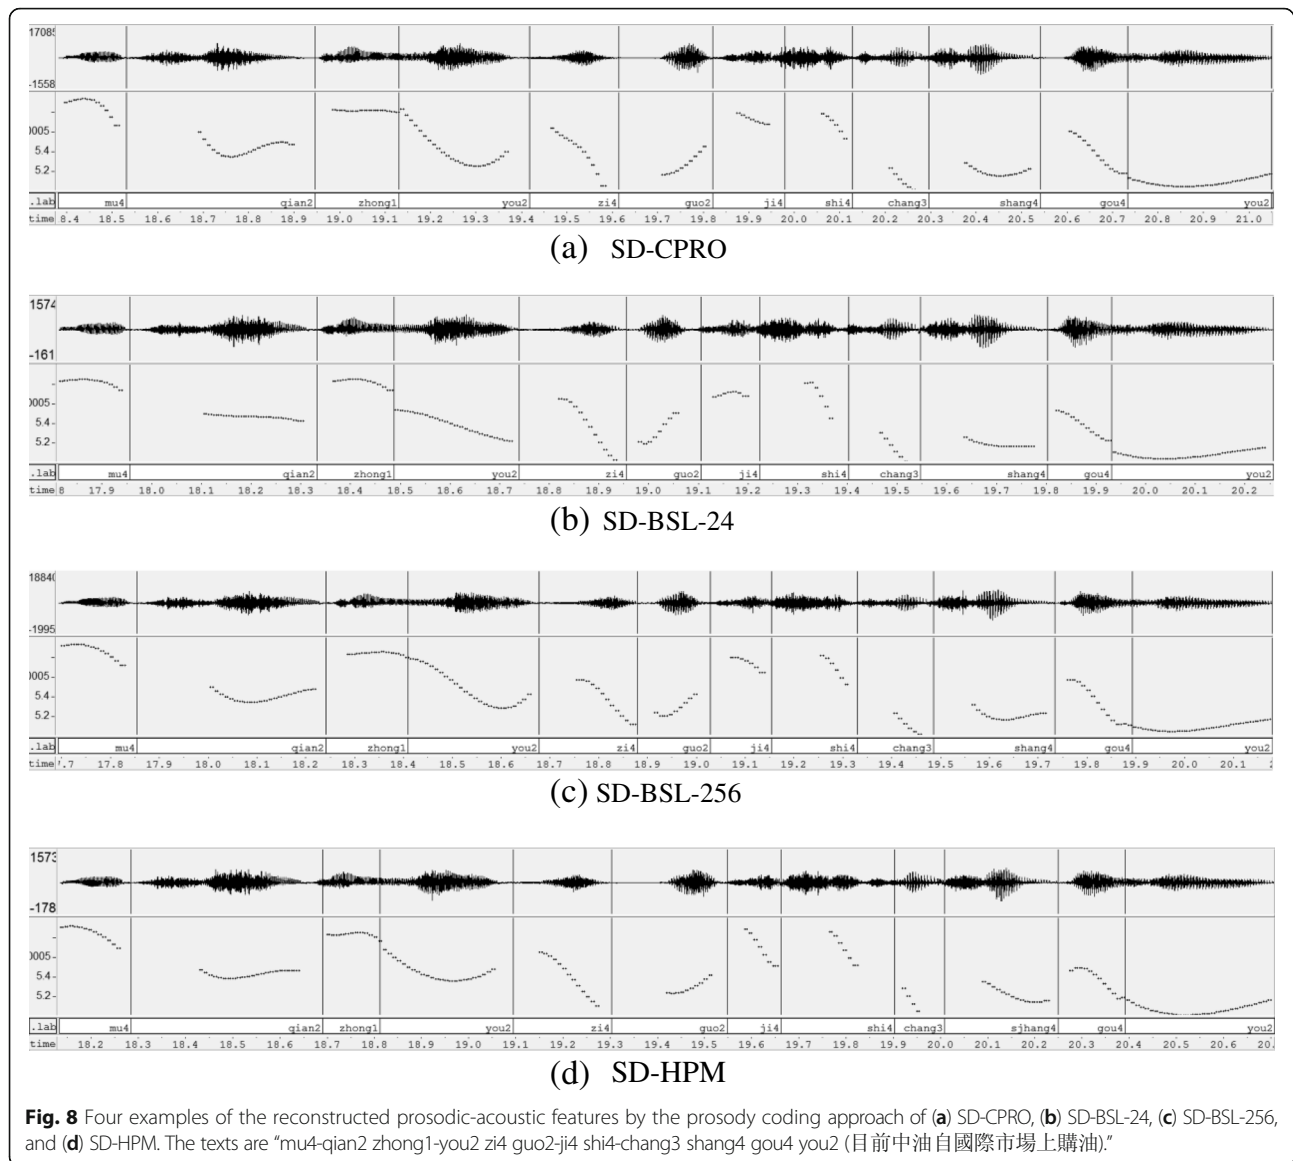 17085
-1558
0005-
5.4-
5.2-
.lab mu4 qian2 zhong1 you2 zi4 guo2 ji4 shi4 chang3 shang4 gou4 you2
time 8.4 18.5 18.6 18.7 18.8 18.9 19.0 19.1 19.2 19.3 19.4 19.5 19.6 19.7 19.8 19.9 20.0 20.1 20.2 20.3 20.4 20.5 20.6 20.7 20.8 20.9 21.0
(a) SD-CPRO
1574
-161
0005-
5.4-
5.2-
.lab mu4 qian2 zhong1 you2 zi4 guo2 ji4 shi4 chang3 shang4 gou4 you2
time 8 17.9 18.0 18.1 18.2 18.3 18.4 18.5 18.6 18.7 18.8 18.9 19.0 19.1 19.2 19.3 19.4 19.5 19.6 19.7 19.8 19.9 20.0 20.1 20.2
(b) SD-BSL-24
18840
-1995
0005-
5.4-
5.2-
.lab mu4 qian2 zhong1 you2 zi4 guo2 ji4 shi4 chang3 shang4 gou4 you2
time 7.7 17.8 17.9 18.0 18.1 18.2 18.3 18.4 18.5 18.6 18.7 18.8 18.9 19.0 19.1 19.2 19.3 19.4 19.5 19.6 19.7 19.8 19.9 20.0 20.1
(c) SD-BSL-256
1573
-178
0005-
5.4-
5.2-
.lab mu4 qian2 zhong1 you2 zi4 guo2 ji4 shi4 chang3 sjhang4 gou4 you2
time 18.2 18.3 18.4 18.5 18.6 18.7 18.8 18.9 19.0 19.1 19.2 19.3 19.4 19.5 19.6 19.7 19.8 19.9 20.0 20.1 20.2 20.3 20.4 20.5 20.6 20.
(d) SD-HPM
Fig. 8 Four examples of the reconstructed prosodic-acoustic features by the prosody coding approach of (a) SD-CPRO, (b) SD-BSL-24, (c) SD-BSL-256,
and (d) SD-HPM. The texts are “mu4-qian2 zhong1-you2 zi4 guo2-ji4 shi4-chang3 shang4 gou4 you2 (目前中油自國際市場上購油).”